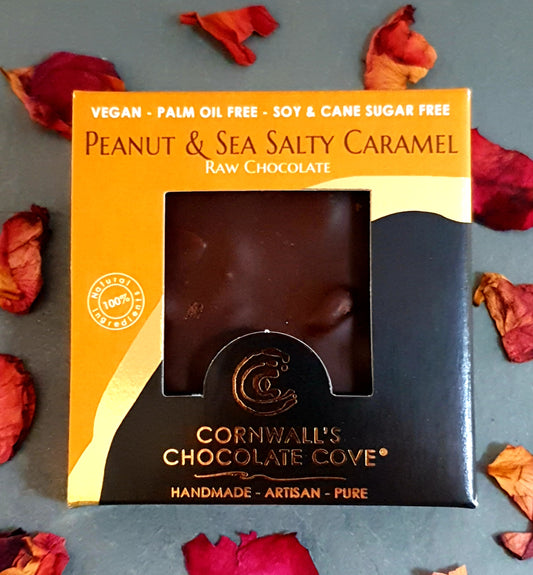 VEGAN - PALM OIL FREE - SOY & CANE SUGAR FREE
PEANUT & SEA SALTY CARAMEL
RAW CHOCOLATE
Natural
100%
ingredients
CORNWALL'S
CHOCOLATE COVE®
HANDMADE - ARTISAN - PURE